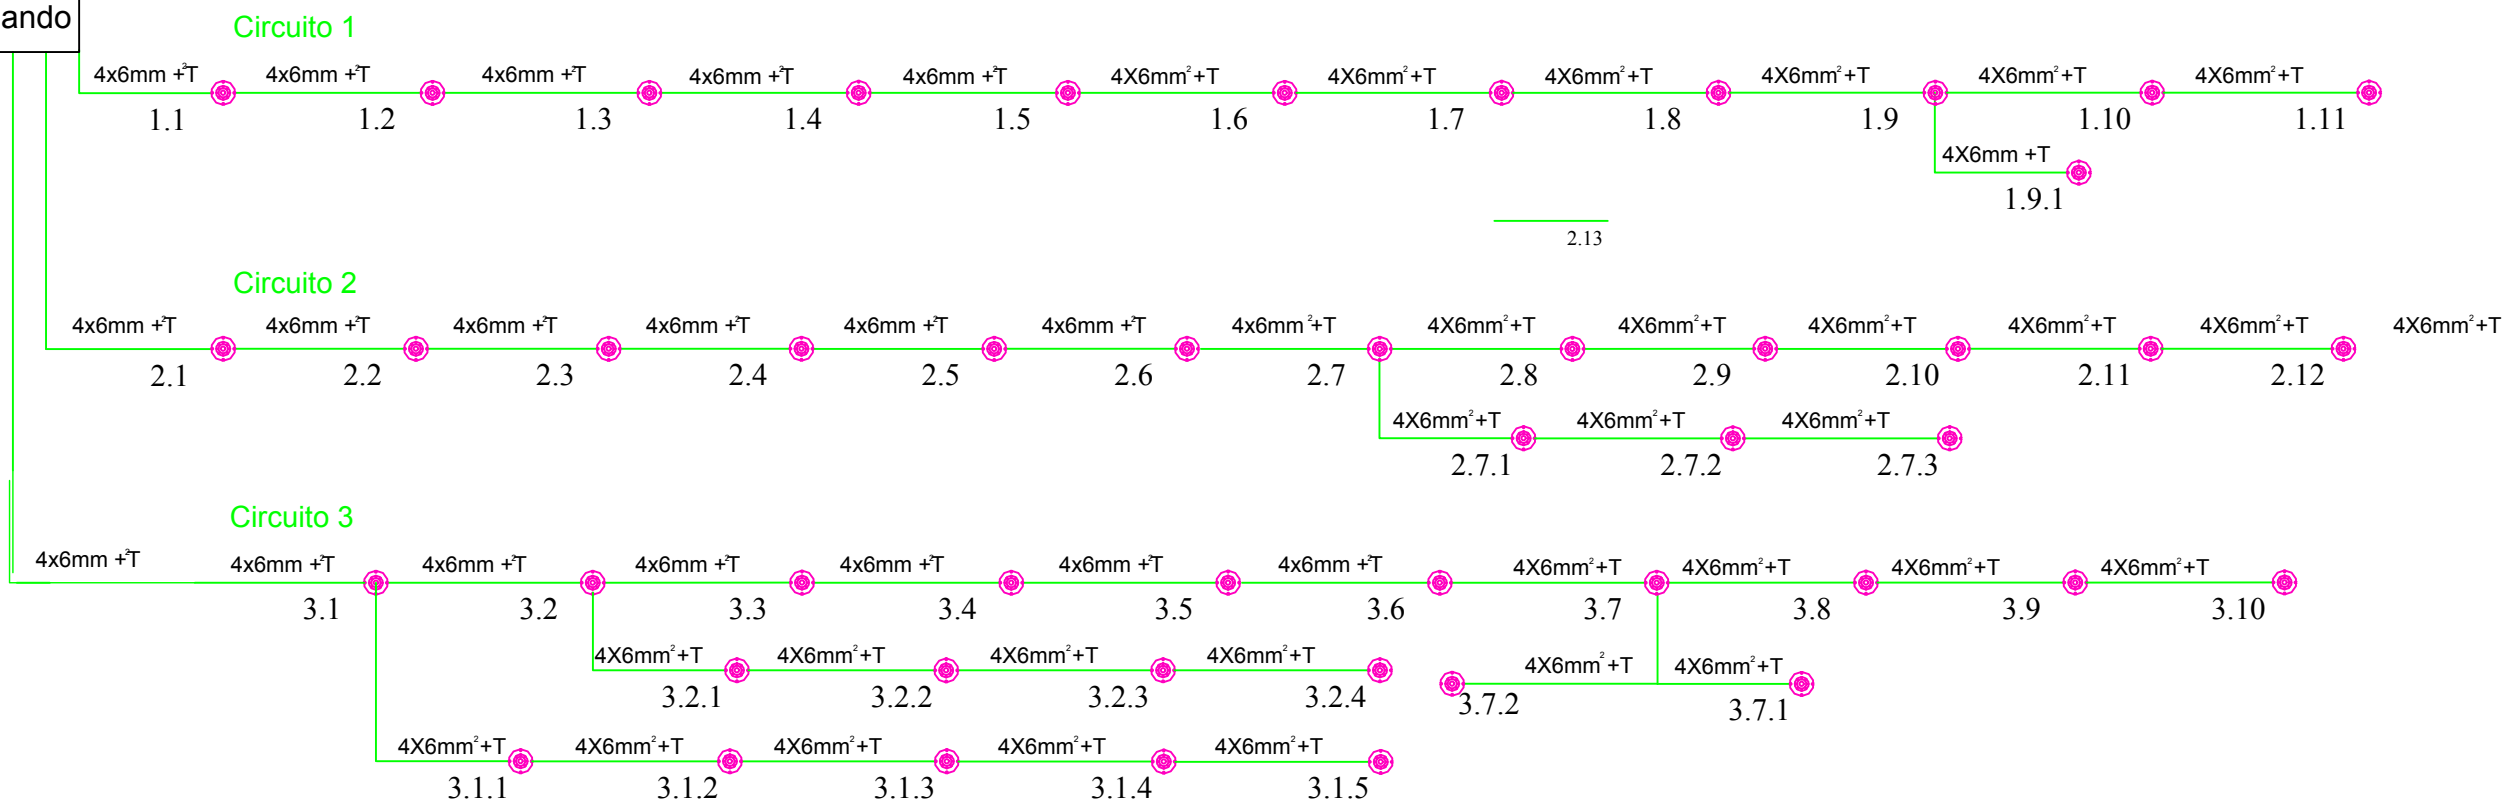 ando
Circuito 1
4x6mm +²T 4x6mm +²T 4x6mm +²T 4x6mm +²T 4x6mm +²T 4X6mm²+T 4X6mm²+T 4X6mm²+T 4X6mm²+T 4X6mm²+T 4X6mm²+T
1.1 1.2 1.3 1.4 1.5 1.6 1.7 1.8 1.9 1.10 1.11
4X6mm +T
1.9.1
2.13
Circuito 2
4x6mm +²T 4x6mm +²T 4x6mm +²T 4x6mm +²T 4x6mm +²T 4x6mm +²T 4x6mm²+T 4X6mm²+T 4X6mm²+T 4X6mm²+T 4X6mm²+T 4X6mm²+T 4X6mm²+T
2.1 2.2 2.3 2.4 2.5 2.6 2.7 2.8 2.9 2.10 2.11 2.12
4X6mm²+T 4X6mm²+T 4X6mm²+T
2.7.1 2.7.2 2.7.3
Circuito 3
4x6mm +²T 4x6mm +²T 4x6mm +²T 4x6mm +²T 4x6mm +²T 4x6mm +²T 4x6mm +²T 4X6mm²+T 4X6mm²+T 4X6mm²+T 4X6mm²+T
3.1 3.2 3.3 3.4 3.5 3.6 3.7 3.8 3.9 3.10
4X6mm²+T 4X6mm²+T 4X6mm²+T 4X6mm²+T 4X6mm²+T 4X6mm²+T
3.2.1 3.2.2 3.2.3 3.2.4 3.7.2 3.7.1
4X6mm²+T 4X6mm²+T 4X6mm²+T 4X6mm²+T 4X6mm²+T
3.1.1 3.1.2 3.1.3 3.1.4 3.1.5